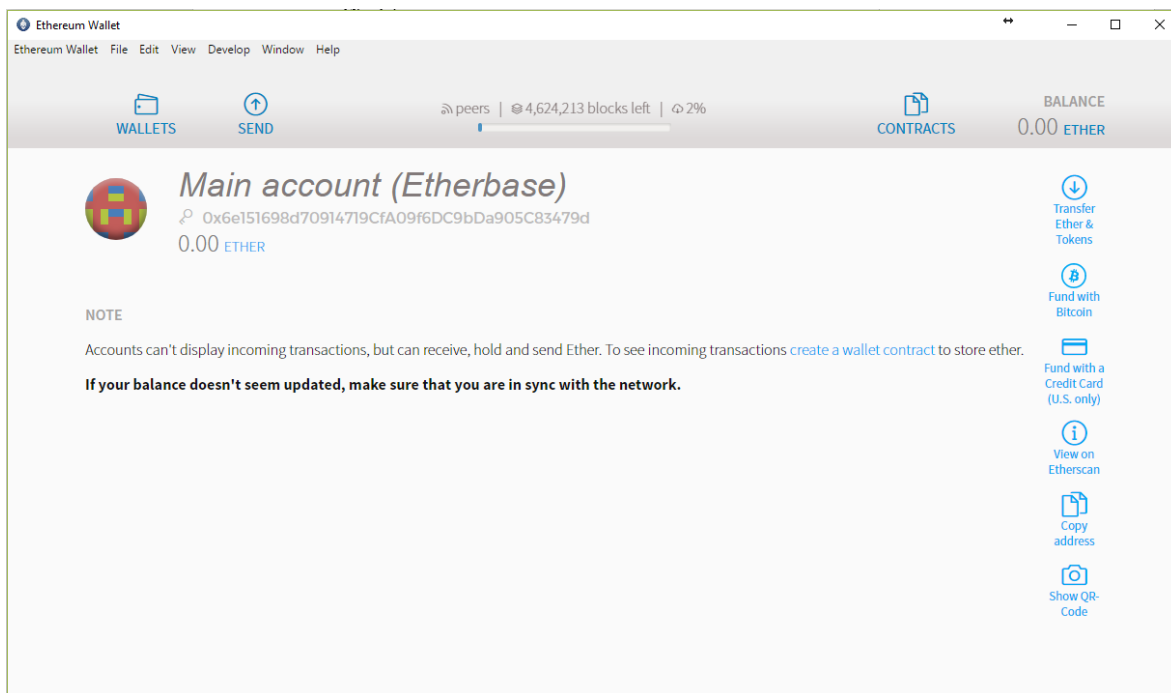 Ethereum Wallet
Ethereum Wallet File Edit View Develop Window Help
WALLETS
SEND
peers | 4,624,213 blocks left | 2%
CONTRACTS
BALANCE
0.00 ETHER
Main account (Etherbase)
0x6e151698d70914719CfA09f6DC9bDa905C83479d
0.00 ETHER
NOTE
Accounts can't display incoming transactions, but can receive, hold and send Ether. To see incoming transactions create a wallet contract to store ether.
If your balance doesn't seem updated, make sure that you are in sync with the network.
Transfer
Ether &
Tokens
Fund with
Bitcoin
Fund with a
Credit Card
(U.S. only)
View on
Etherscan
Copy
address
Show QR-
Code